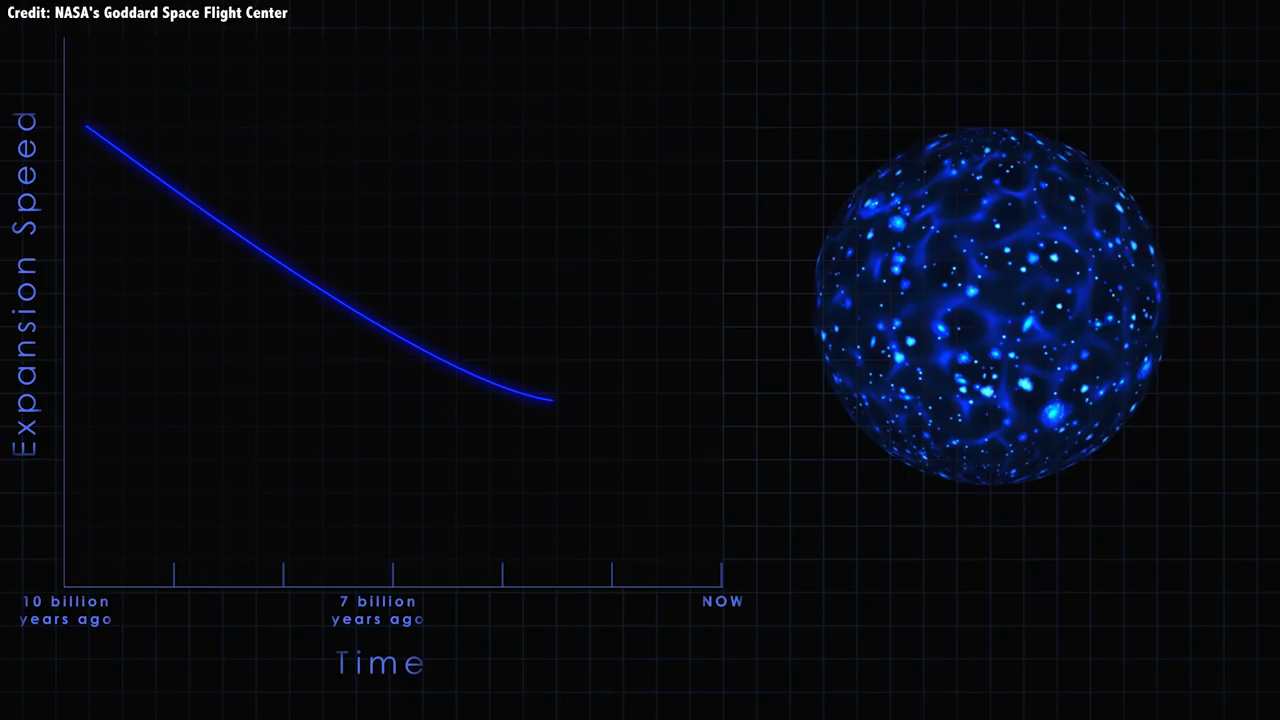 Credit: NASA's Goddard Space Flight Center
Expansion Speed
10 billion
years ago
7 billion
years ago
NOW
Time